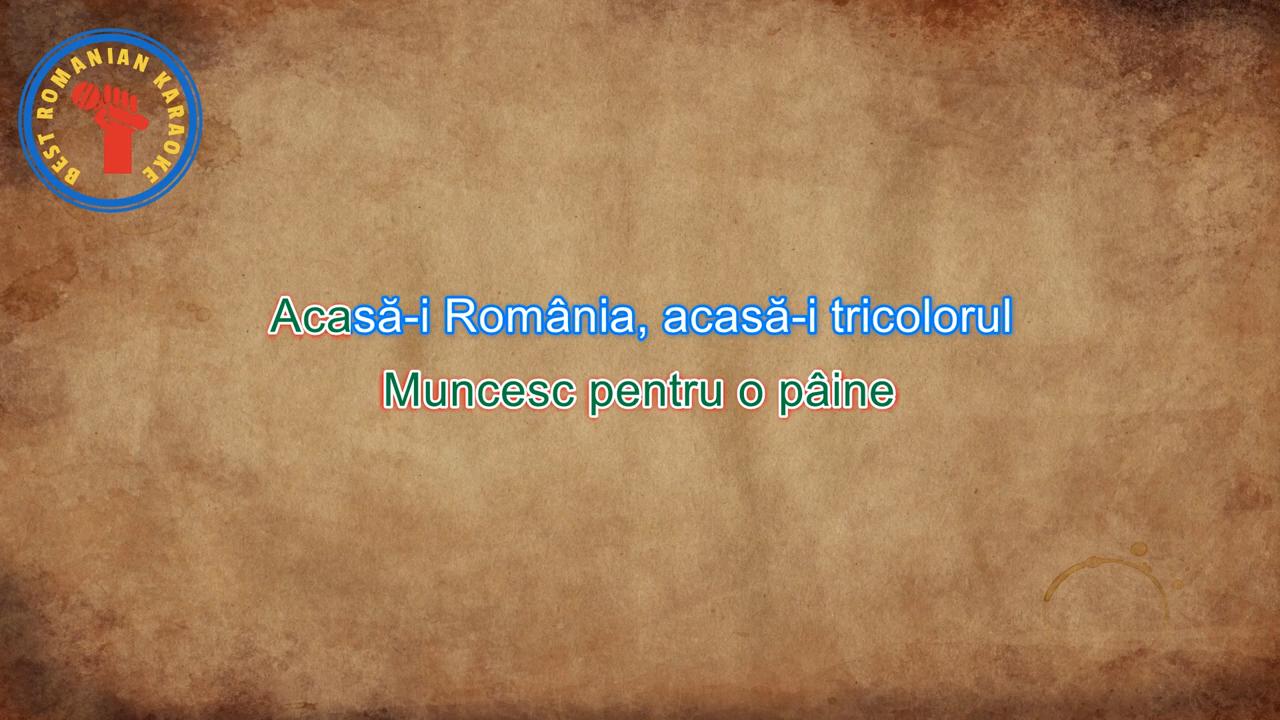 BEST ROMANIAN KARAOKE
Acasă-i România, acasă-i tricolorul
Muncesc pentru o pâine